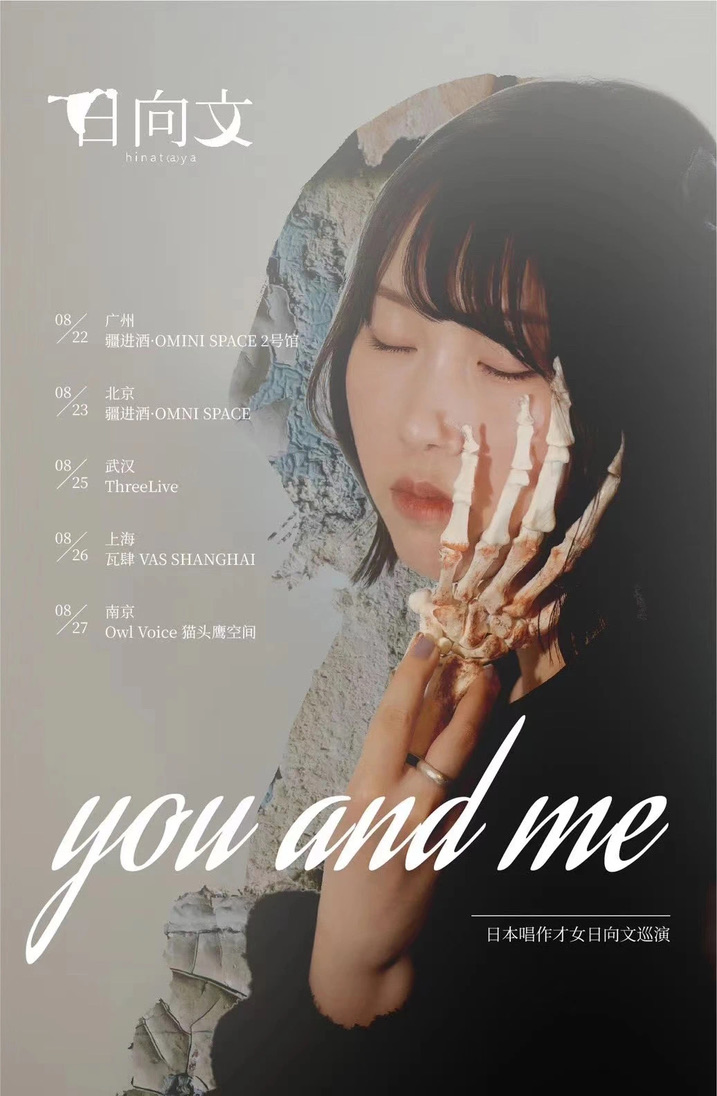 日向文
hinat(a)ya
08/22 广州
疆进酒·OMINI SPACE 2号馆
08/23 北京
疆进酒·OMNI SPACE
08/25 武汉
ThreeLive
08/26 上海
瓦肆 VAS SHANGHAI
08/27 南京
Owl Voice 猫头鹰空间
you and me
日本唱作才女日向文巡演